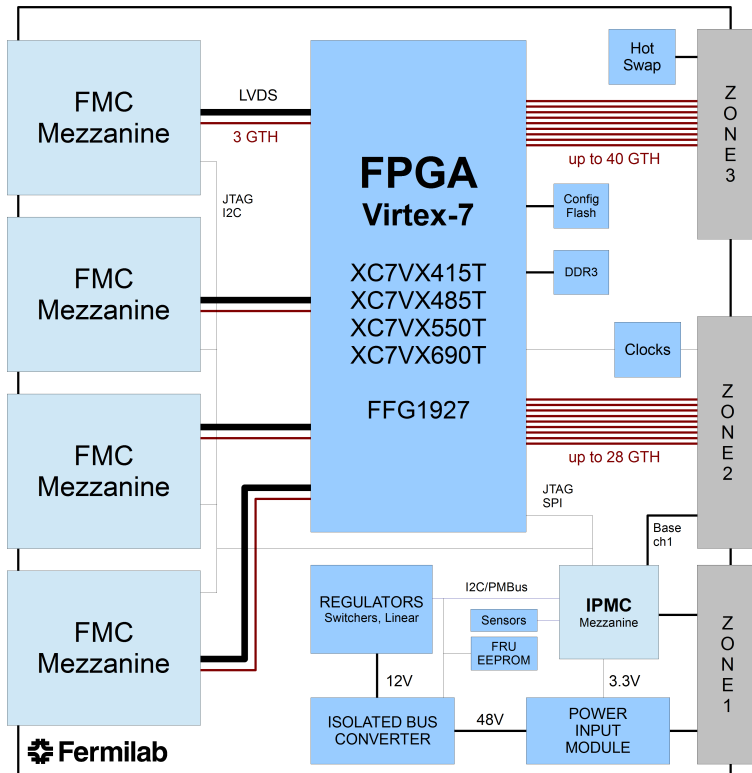 FMC
Mezzanine
LVDS
3 GTH
JTAG
I2C
FMC
Mezzanine
FMC
Mezzanine
FMC
Mezzanine
FPGA
Virtex-7
XC7VX415T
XC7VX485T
XC7VX550T
XC7VX690T
FFG1927
Hot
Swap
up to 40 GTH
ZONE3
Config
Flash
DDR3
Clocks
up to 28 GTH
ZONE2
JTAG
SPI
Base
ch1
REGULATORS
Switchers, Linear
I2C/PMBus
Sensors
FRU
EEPROM
IPMC
Mezzanine
ZONE1
12V
3.3V
ISOLATED BUS
CONVERTER
48V
POWER
INPUT
MODULE
Fermilab